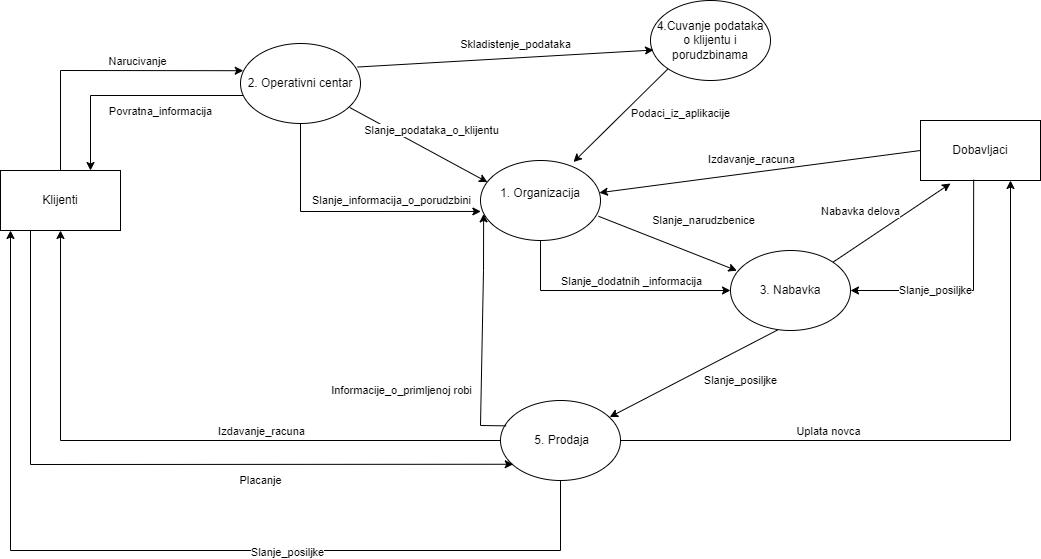 4.Cuvanje podataka
o klijentu i
porudzbinama
Skladistenje_podataka
Narucivanje
2. Operativni centar
Povratna_informacija
Podaci_iz_aplikacije
Slanje_podataka_o_klijentu
Dobavljaci
Izdavanje_racuna
Klijenti
1. Organizacija
Slanje_informacija_o_porudzbini
Nabavka delova
Slanje_narudzbenice
Slanje_dodatnih _informacija
3. Nabavka
Slanje_posiljke
Slanje_posiljke
Informacije_o_primljenoj robi
Izdavanje_racuna
5. Prodaja
Uplata novca
Placanje
Slanje_posiljke